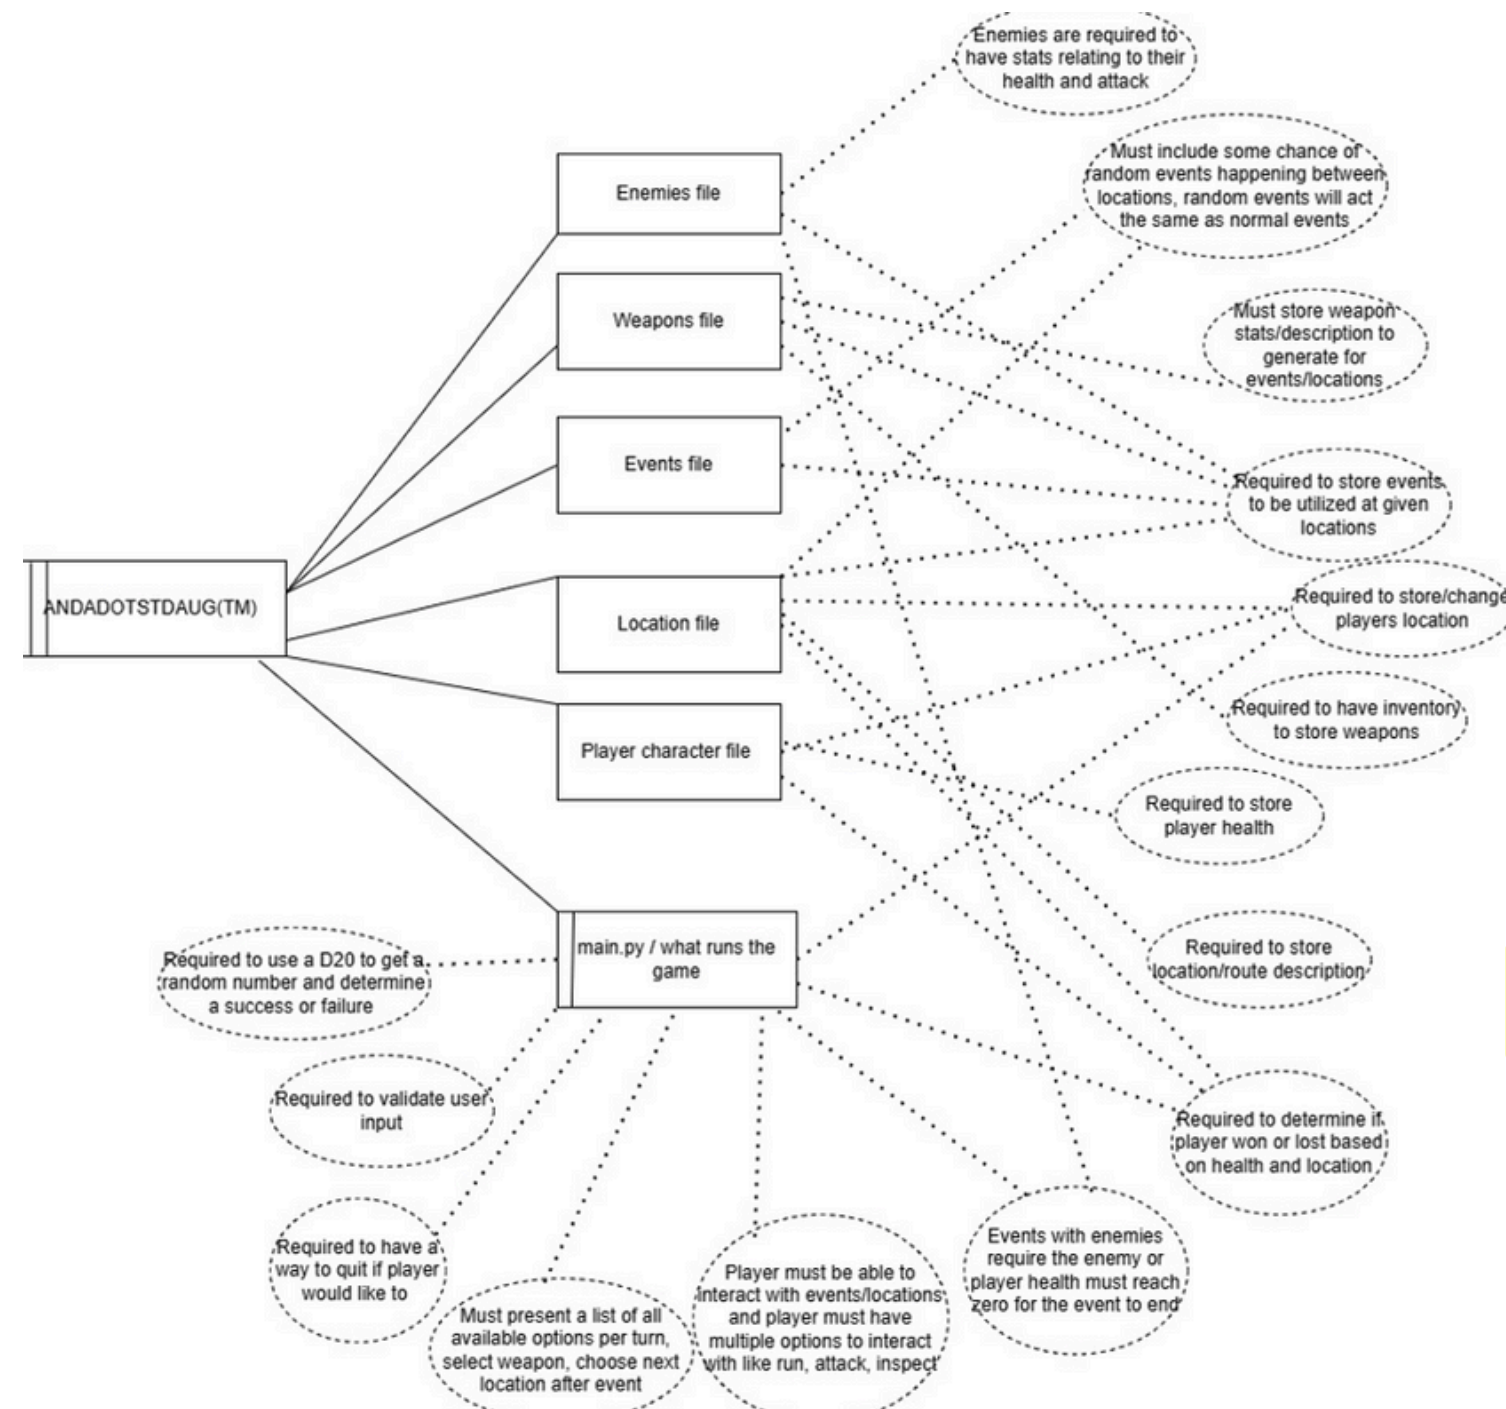 Enemies are required to
have stats relating to their
health and attack
Must include some chance of
random events happening between
locations, random events will act
the same as normal events
Enemies file
Weapons file
Must store weapon
stats/description to
generate for
events/locations
Events file
Required to store events
to be utilized at given
locations
ANDADOTSTDAUG(TM)
Location file
Required to store/change
players location
Required to have inventory
to store weapons
Player character file
Required to store
player health
main.py / what runs the
game
Required to store
location/route description
Required to use a D20 to get a
random number and determine
a success or failure
Required to validate user
input
Required to determine if
player won or lost based
on health and location
Required to have a
way to quit if player
would like to
Must present a list of all
available options per turn,
select weapon, choose next
location after event
Player must be able to
interact with events/locations
and player must have
multiple options to interact
with like run, attack, inspect
Events with enemies
require the enemy or
player health must reach
zero for the event to end